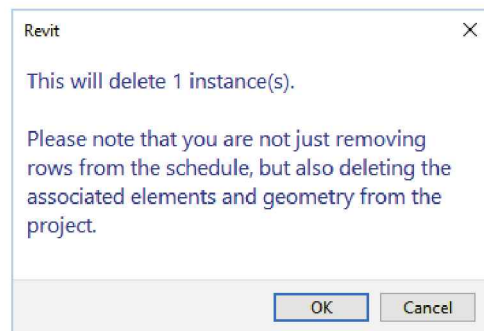 Revit
This will delete 1 instance(s).
Please note that you are not just removing
rows from the schedule, but also deleting the
associated elements and geometry from the
project.
OK Cancel